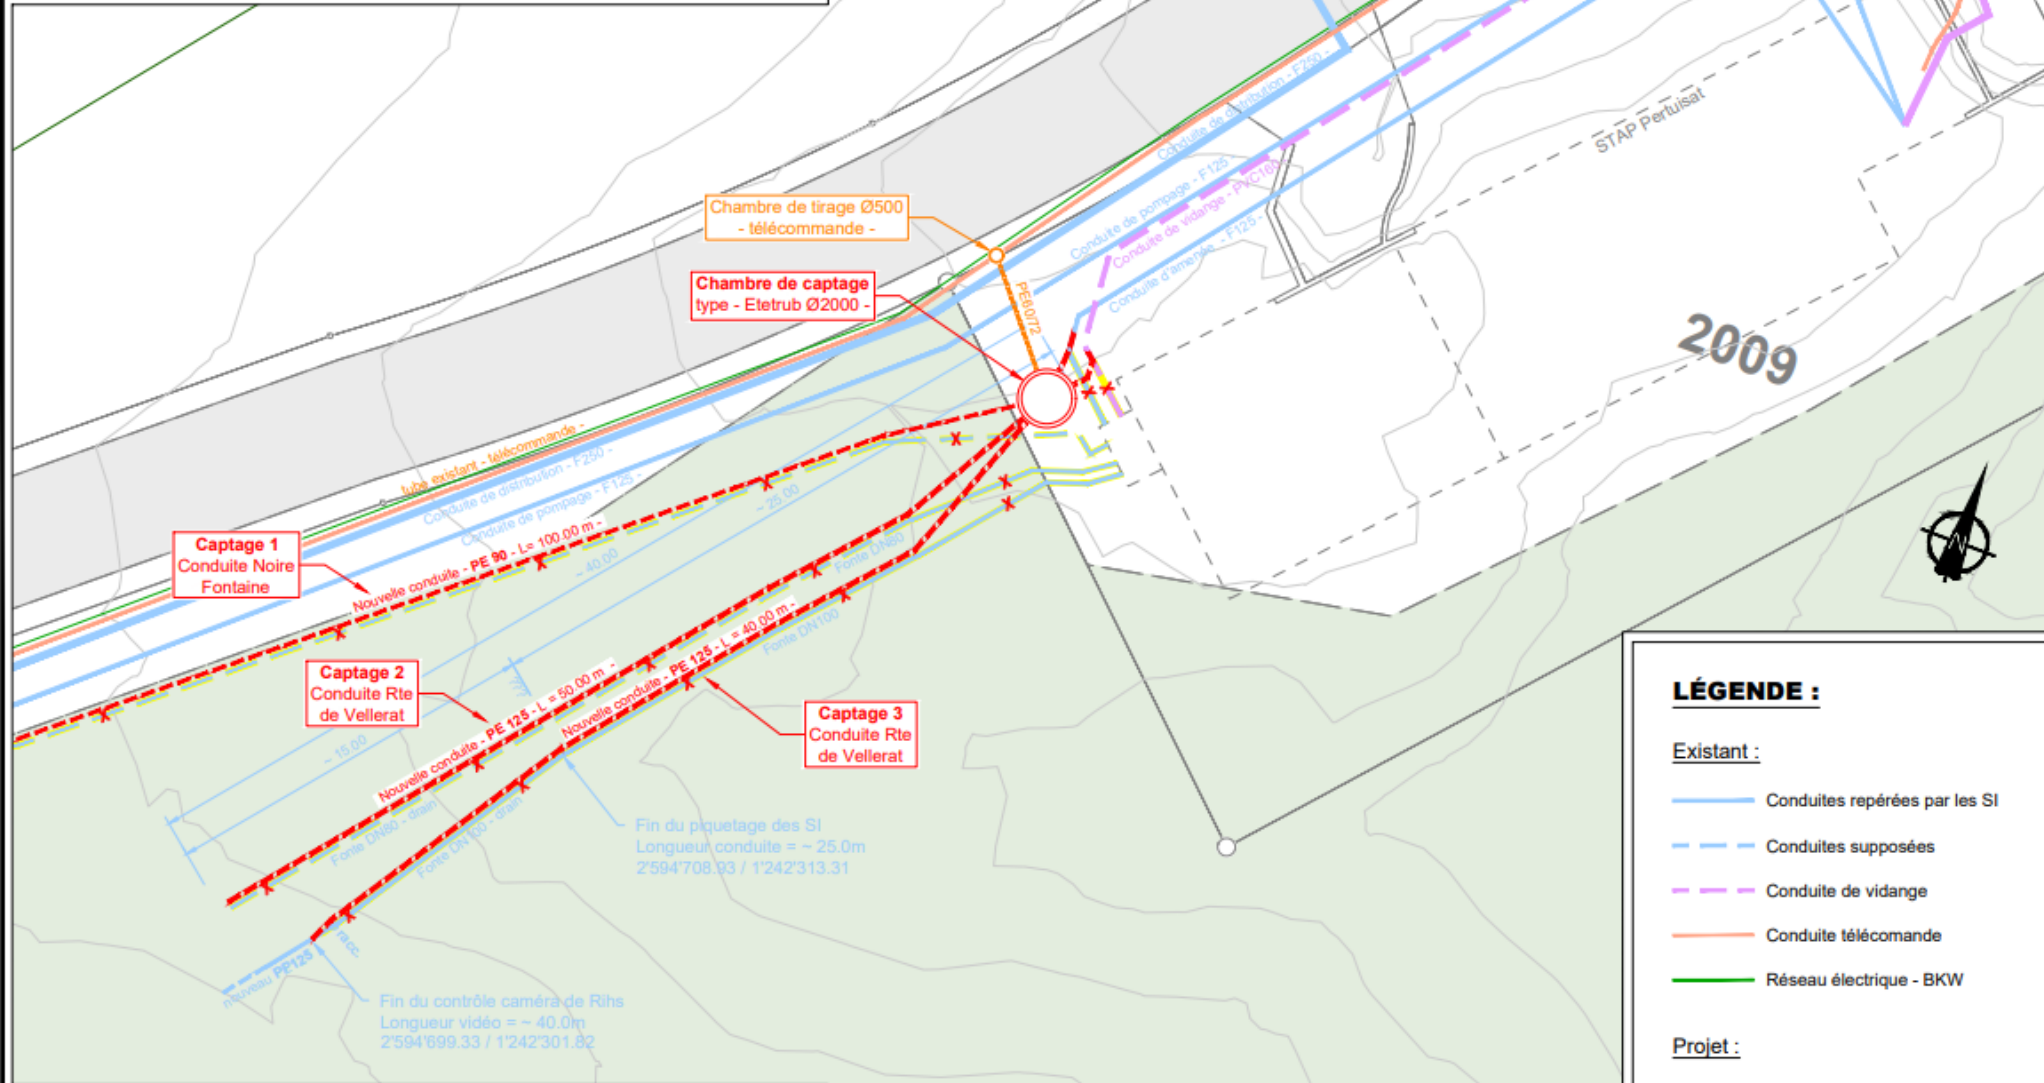 Conduite de distribution - F250 -
STAP Pertuisat
Conduite de pompage - F125
Conduite de vidange - PVC160
Conduite d'amenée - F125 -
Chambre de tirage Ø500
- télécommande -
Chambre de captage
type - Etetrub Ø2000 -
PE60/72
2009
tube existant - télécommande -
Conduite de distribution - F250 -
Conduite de pompage - F125 -
~ 25.00
~ 40.00
Captage 1
Conduite Noire
Fontaine
Nouvelle conduite - PE 90 - L= 100.00 m -
Fonte DN80
Fonte DN100
Captage 2
Conduite Rte
de Vellerat
???
Nouvelle conduite - PE 125 - L = 50.00 m -
Nouvelle conduite - PE 125 - L = 40.00 m -
Captage 3
Conduite Rte
de Vellerat
~ 15.00
Fonte DN80 - drain
Fonte DN100 - drain
Fin du piquetage des SI
Longueur conduite = ~ 25.0m
2'594'708.93 / 1'242'313.31
racc.
nouveau PP125
Fin du contrôle caméra de Rihs
Longueur vidéo = ~ 40.0m
2'594'699.33 / 1'242'301.82
LÉGENDE :
Existant :
Conduites repérées par les SI
Conduites supposées
Conduite de vidange
Conduite télécomande
Réseau électrique - BKW
Projet :